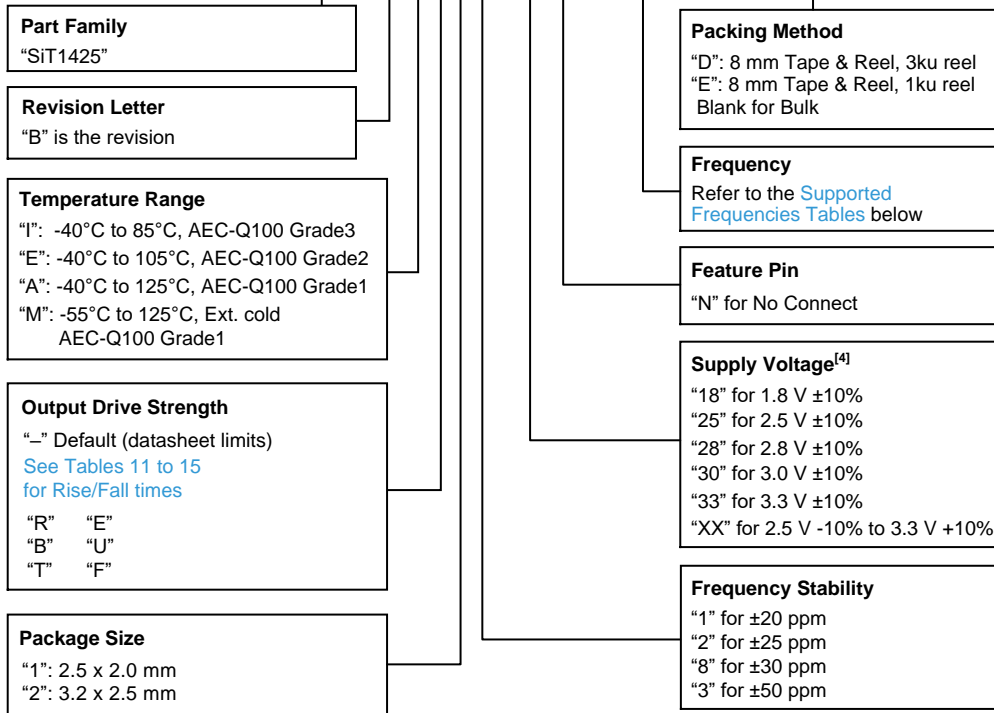 Part Family
“SiT1425”
Revision Letter
“B” is the revision
Temperature Range
“I”: -40°C to 85°C, AEC-Q100 Grade3
“E”: -40°C to 105°C, AEC-Q100 Grade2
“A”: -40°C to 125°C, AEC-Q100 Grade1
“M”: -55°C to 125°C, Ext. cold
AEC-Q100 Grade1
Output Drive Strength
“–” Default (datasheet limits)
See Tables 11 to 15
for Rise/Fall times
“R” “E”
“B” “U”
“T” “F”
Package Size
“1”: 2.5 x 2.0 mm
“2”: 3.2 x 2.5 mm
Packing Method
“D”: 8 mm Tape & Reel, 3ku reel
“E”: 8 mm Tape & Reel, 1ku reel
Blank for Bulk
Frequency
Refer to the Supported
Frequencies Tables below
Feature Pin
“N” for No Connect
Supply Voltage[4]
“18” for 1.8 V ±10%
“25” for 2.5 V ±10%
“28” for 2.8 V ±10%
“30” for 3.0 V ±10%
“33” for 3.3 V ±10%
“XX” for 2.5 V -10% to 3.3 V +10%
Frequency Stability
“1” for ±20 ppm
“2” for ±25 ppm
“8” for ±30 ppm
“3” for ±50 ppm